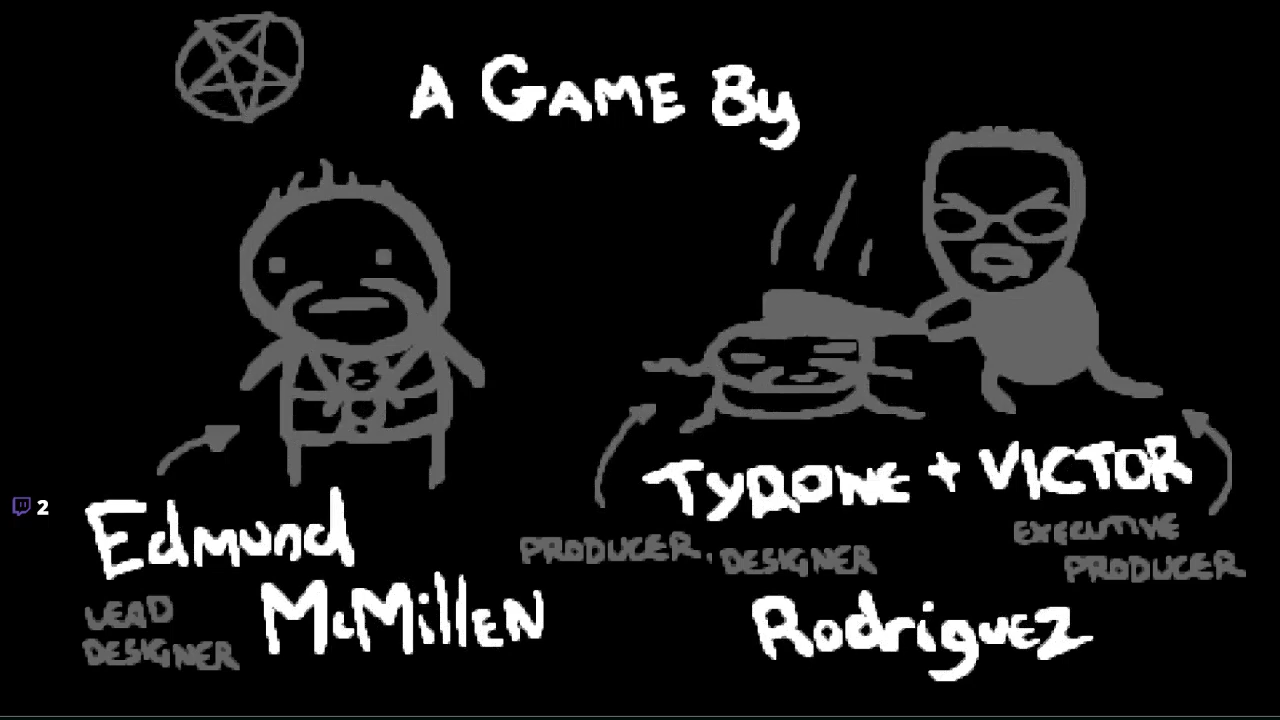 A GAME By
TYRONE + VICTOR
2
Edmund
EXECUTIVE
PRODUCER
PRODUCER. DESIGNER
LEAD
DESIGNER
McMillEN
RodriguEZ